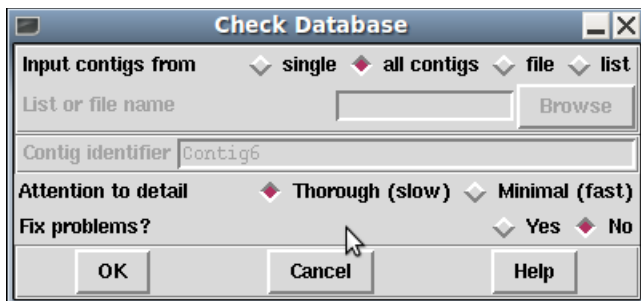 Check Database
Input contigs from single all contigs file list
List or file name Browse
Contig identifier Contig6
Attention to detail Thorough (slow) Minimal (fast)
Fix problems? Yes No
OK Cancel Help